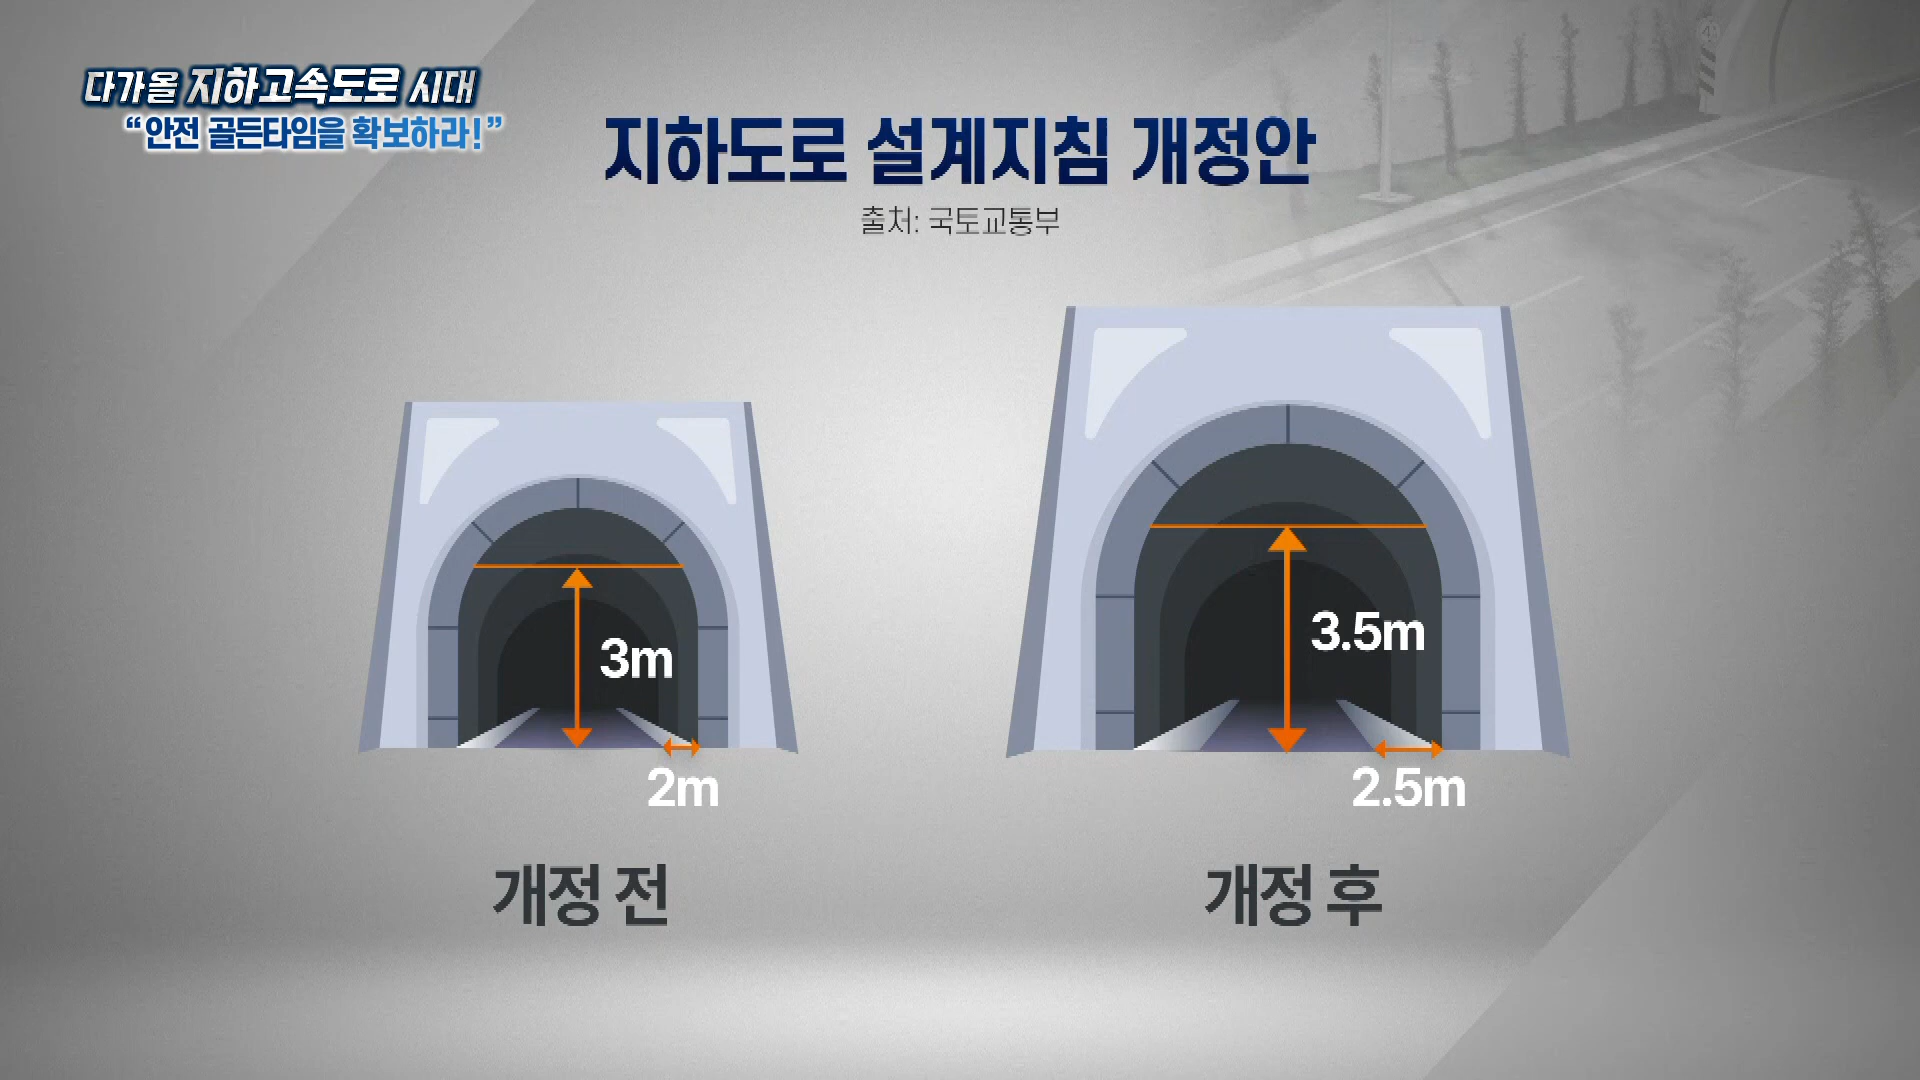 다가올 지하고속도로 시대
“안전 골든타임을 확보하라!”
지하도로 설계지침 개정안
출처: 국토교통부
3m
2m
개정 전
3.5m
2.5m
개정 후